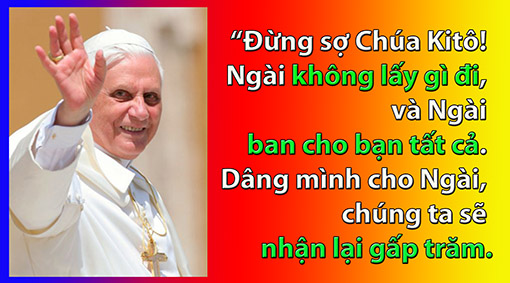 “Đừng sợ Chúa Kitô!
Ngài không lấy gì đi,
và Ngài
ban cho bạn tất cả.
Dâng mình cho Ngài,
chúng ta sẽ
nhận lại gấp trăm.